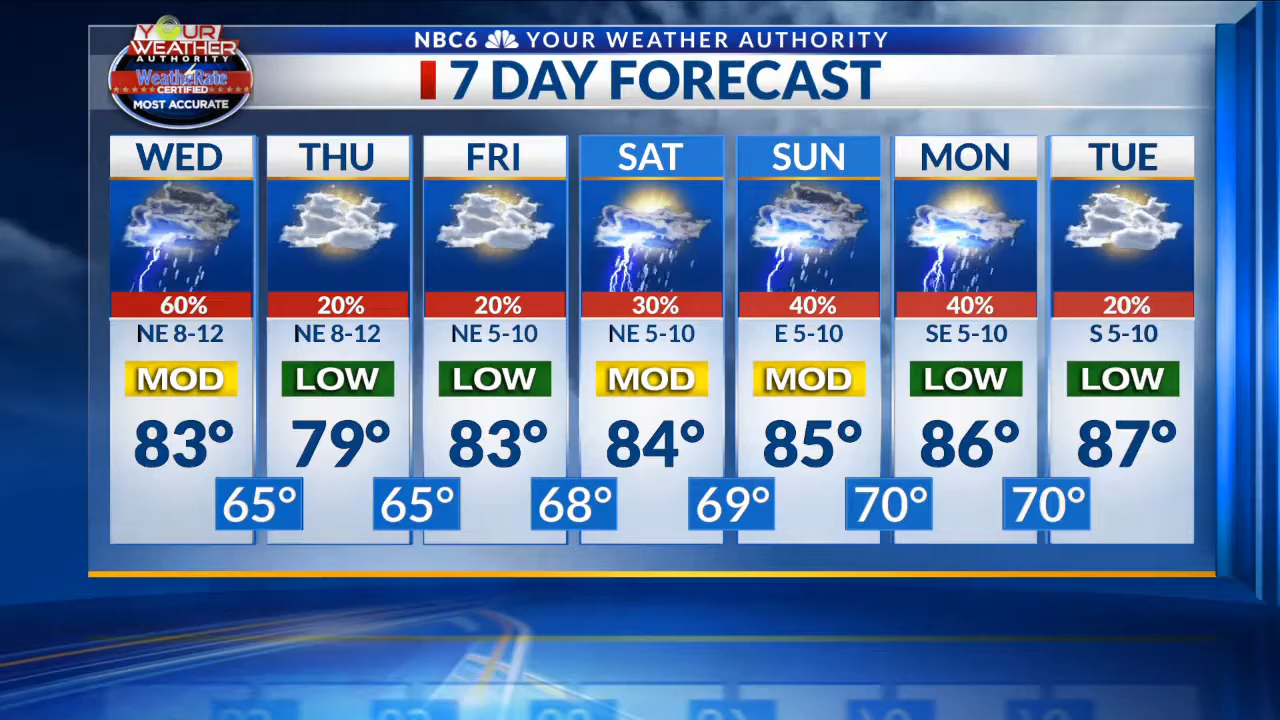 YOUR
WEATHER
AUTHORITY
WeatheRate
CERTIFIED
MOST ACCURATE
NBC6 YOUR WEATHER AUTHORITY
7 DAY FORECAST
WED THU FRI SAT SUN MON TUE
60% 20% 20% 30% 40% 40% 20%
NE 8-12 NE 8-12 NE 5-10 NE 5-10 E 5-10 SE 5-10 S 5-10
MOD LOW LOW MOD MOD LOW LOW
83° 79° 83° 84° 85° 86° 87°
65° 65° 68° 69° 70° 70°